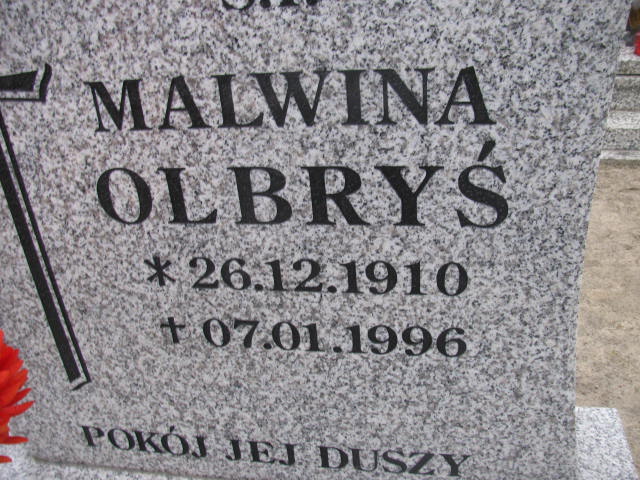 MALWINA
OLBRYŚ
* 26.12.1910
† 07.01.1996
POKÓJ JEJ DUSZY